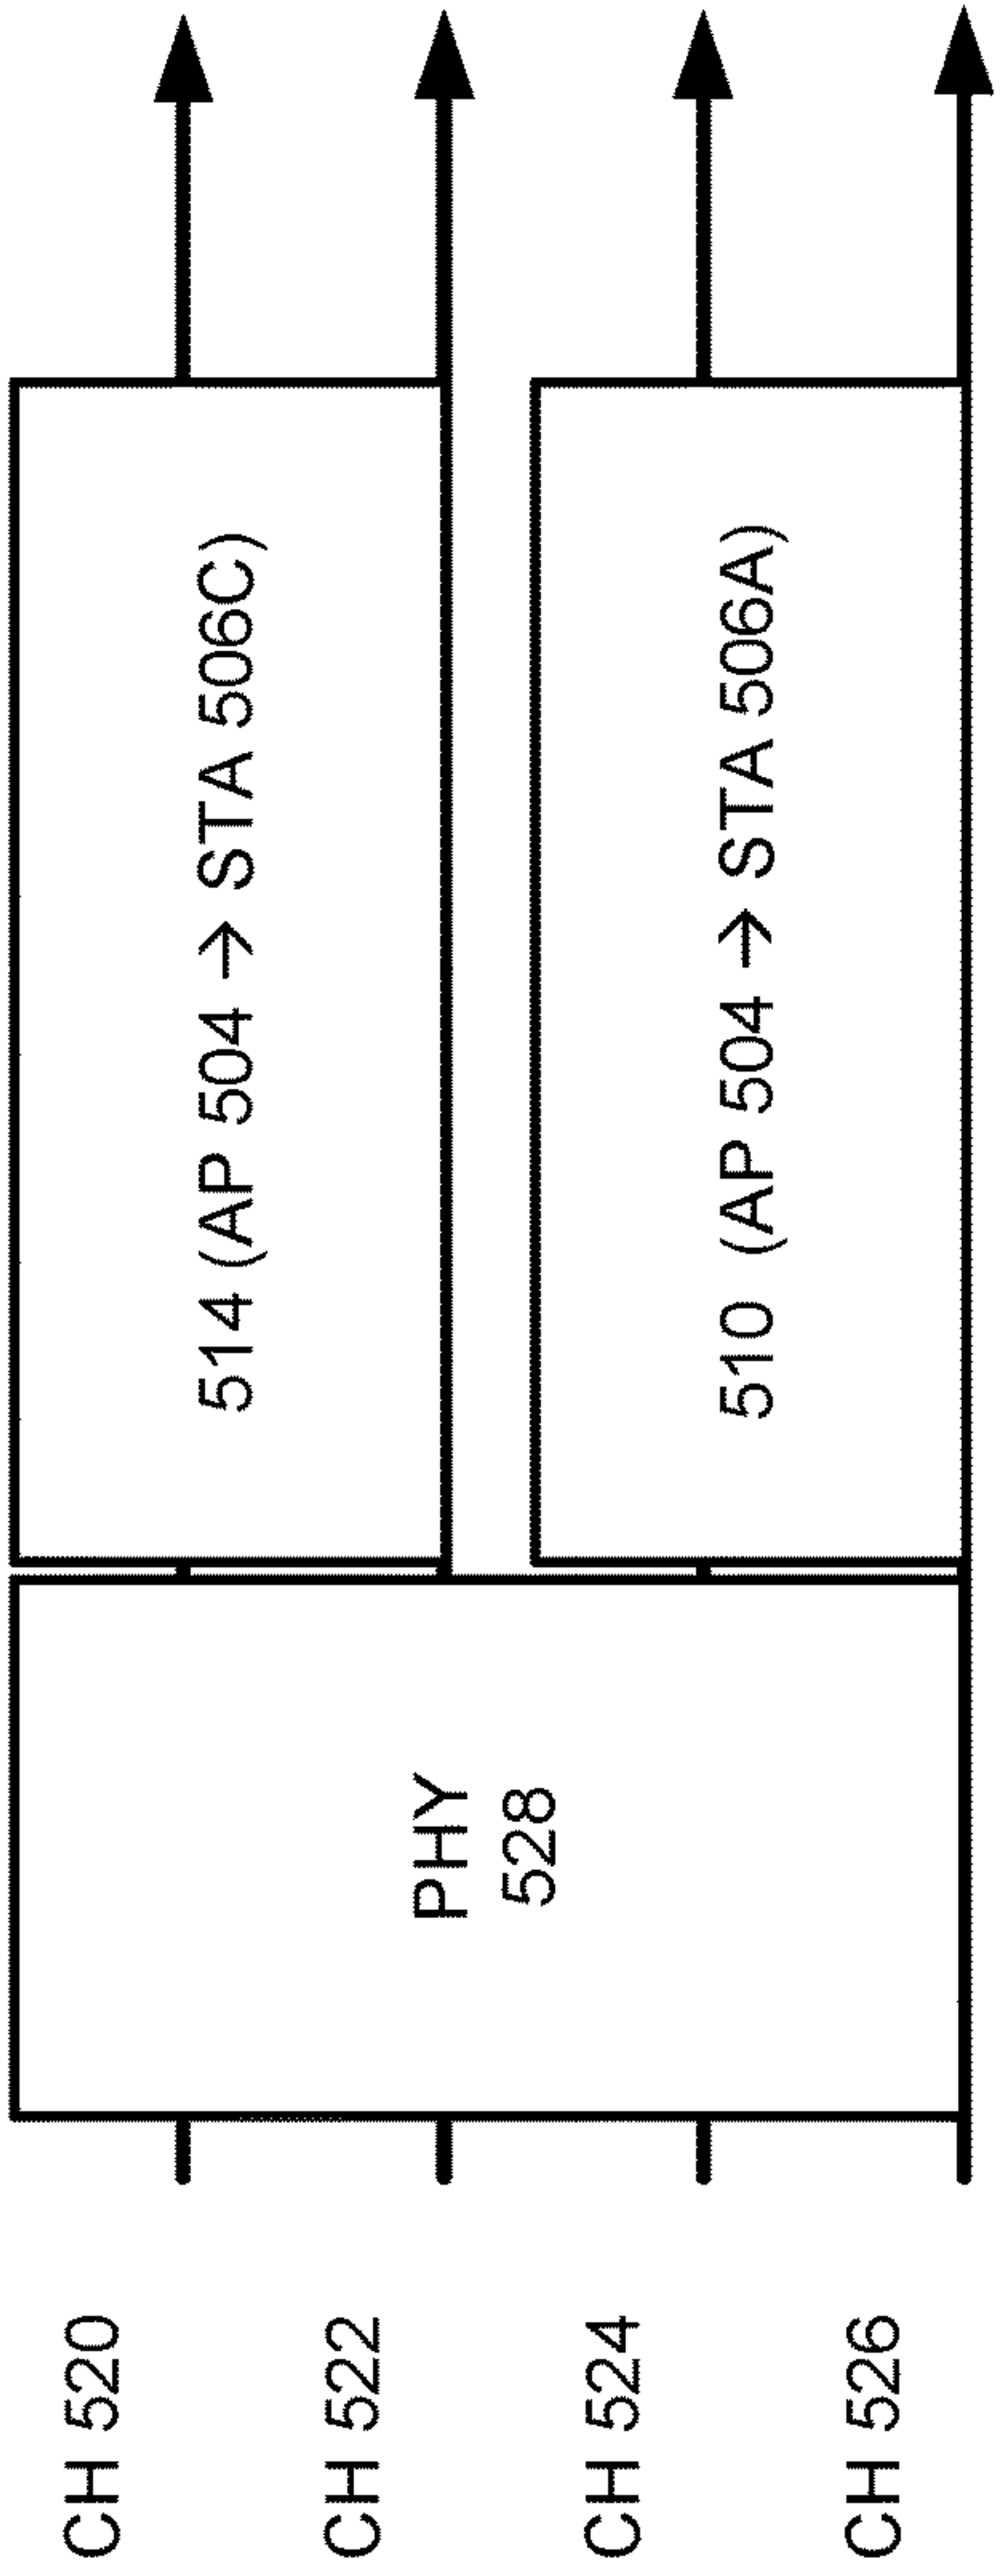 CH 520
CH 522
CH 524
CH 526
PHY
528
514 (AP 504 → STA 506C)
510 (AP 504 → STA 506A)